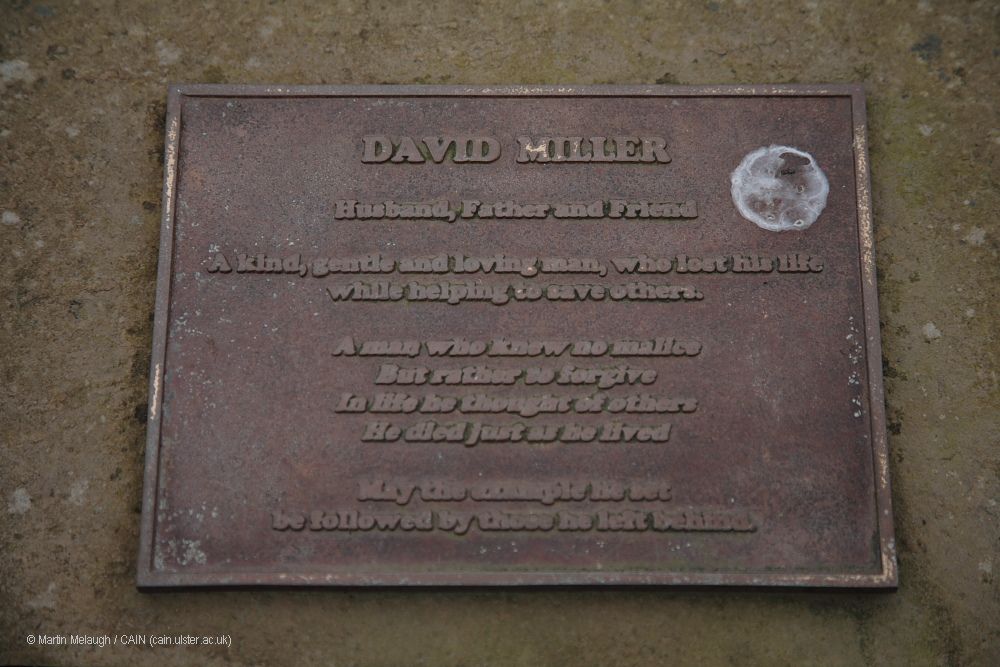 DAVID MILLER
Husband, Father and Friend
A kind, gentle and loving man, who lost his life
while helping to save others.
A man who knew no malice
But rather to forgive
In life he thought of others
He died just as he lived
May the example he set
be followed by those he left behind.
© Martin Melaugh / CAIN (cain.ulster.ac.uk)